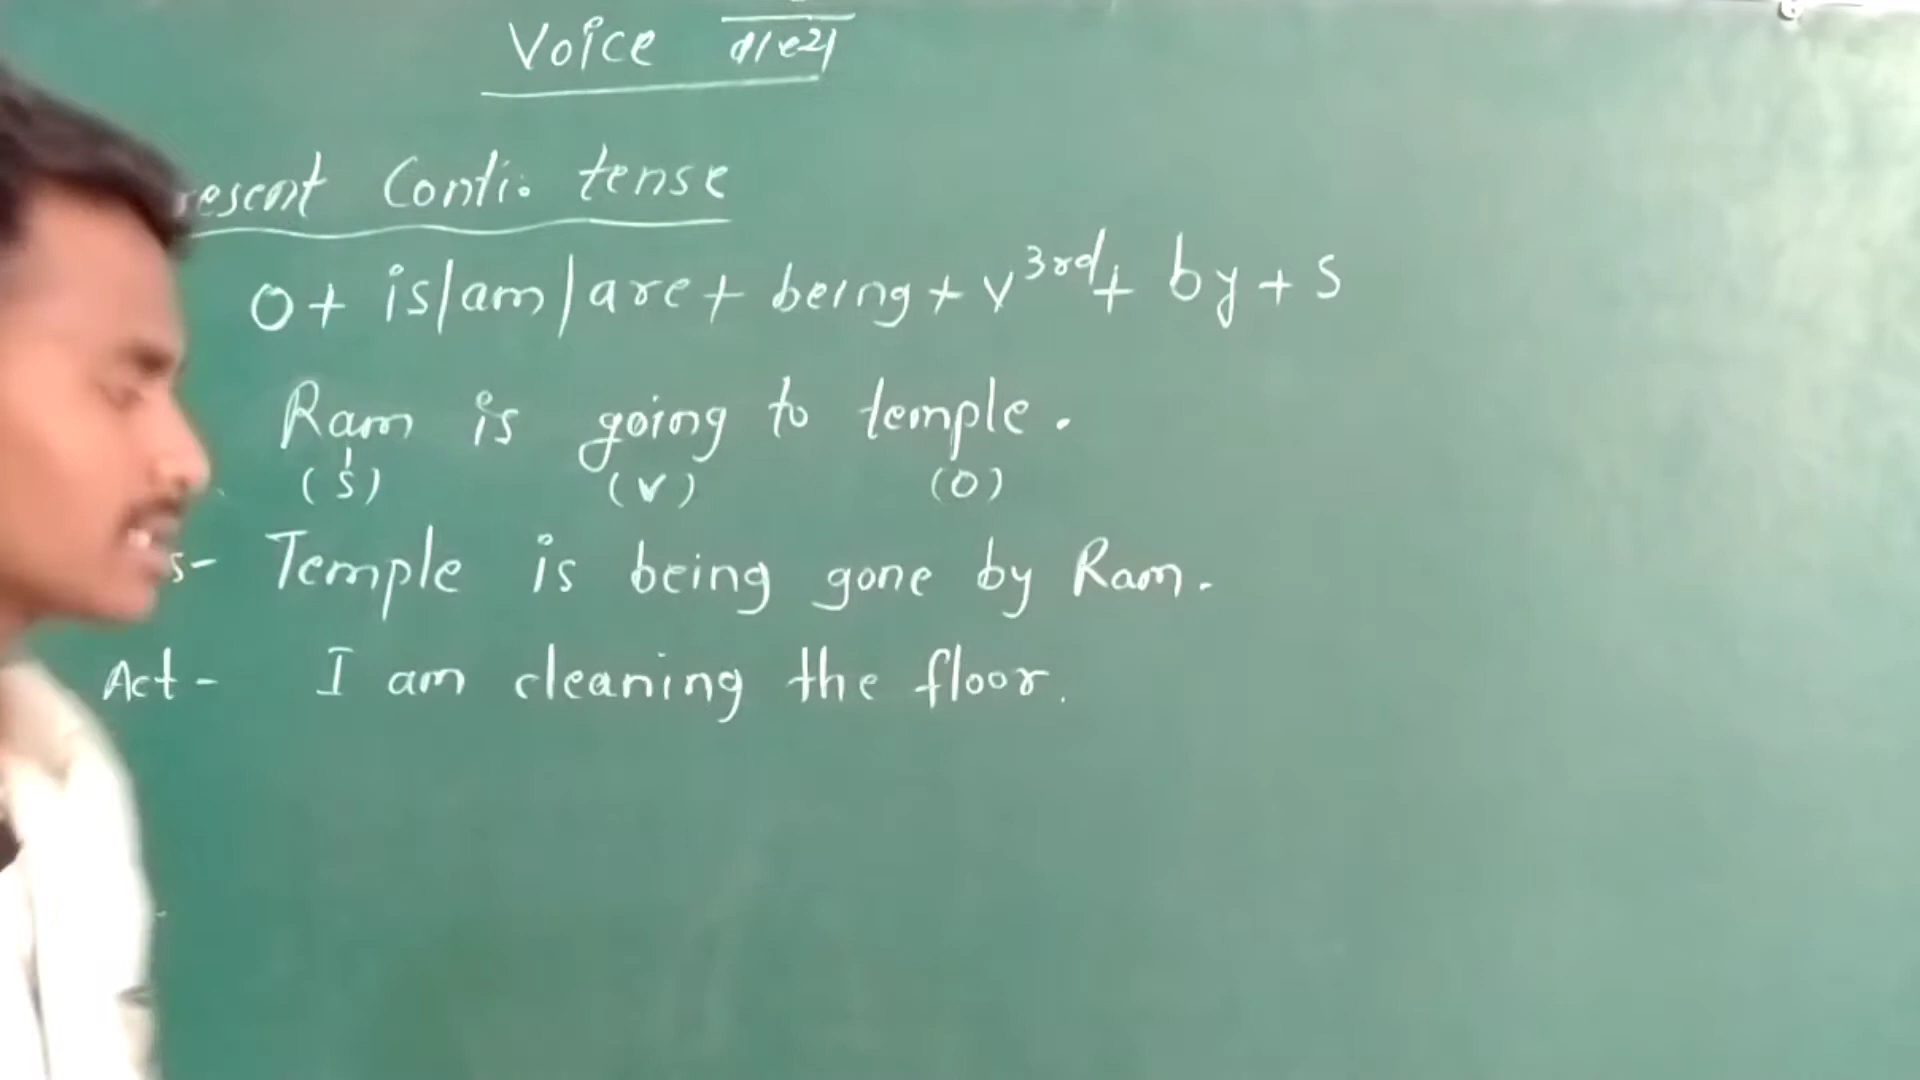 Voice वाच्य
resent Conti. tense
O + is/am/are + being + v3rd + by + S
Ram is going to temple.
(S) (V) (O)
s- Temple is being gone by Ram.
Act- I am cleaning the floor.